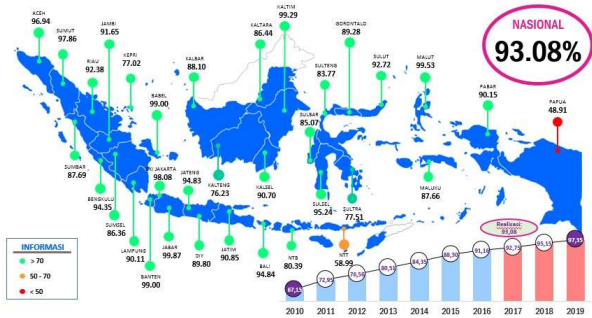 ACEH
96.94
SUMUT
97.86
RIAU
92.38
JAMBI
91.65
KEPRI
77.02
BABEL
99.00
KALBAR
88.10
KALTARA
86.44
KALTIM
99.29
SULTENG
83.77
GORONTALO
89.28
SULUT
92.72
MALUT
99.53
PABAR
90.15
PAPUA
48.91
NASIONAL
93.08%
SUMBAR
87.69
BENGKULU
94.35
SUMSEL
86.36
LAMPUNG
90.11
BANTEN
99.00
JAKARTA
98.08
JABAR
99.87
JATENG
94.83
DIY
89.80
JATIM
90.85
KALTENG
76.23
KALSEL
90.70
BALI
94.84
NTB
80.39
NTT
58.99
SULBAR
85.07
SULSEL
95.24
SULTRA
77.51
MALUKU
87.66
INFORMASI
> 70
50 - 70
< 50
Realisasi:
93,08
67,15
72,95
76,56
80,51
84,35
88,30
91,16
92,75
95,15
97,35
2010 2011 2012 2013 2014 2015 2016 2017 2018 2019